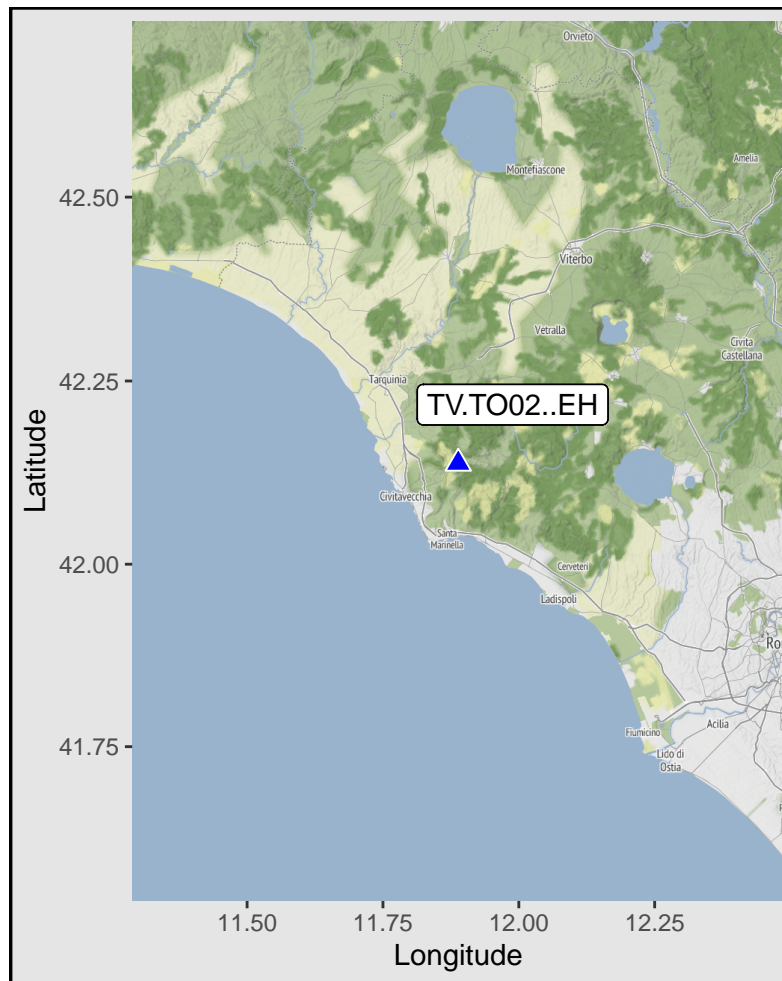 Orvieto
Amelia
Montefiascone
42.50
Viterbo
Vetralla
Civita
Castellana
42.25
Tarquinia
TV.TO02..EH
Latitude
Civitavecchia
Santa
Marinella
42.00
Cerveteri
Ladispoli
Acilia
Fiumicino
41.75
Lido di
Ostia
11.50
11.75
12.00
12.25
Longitude